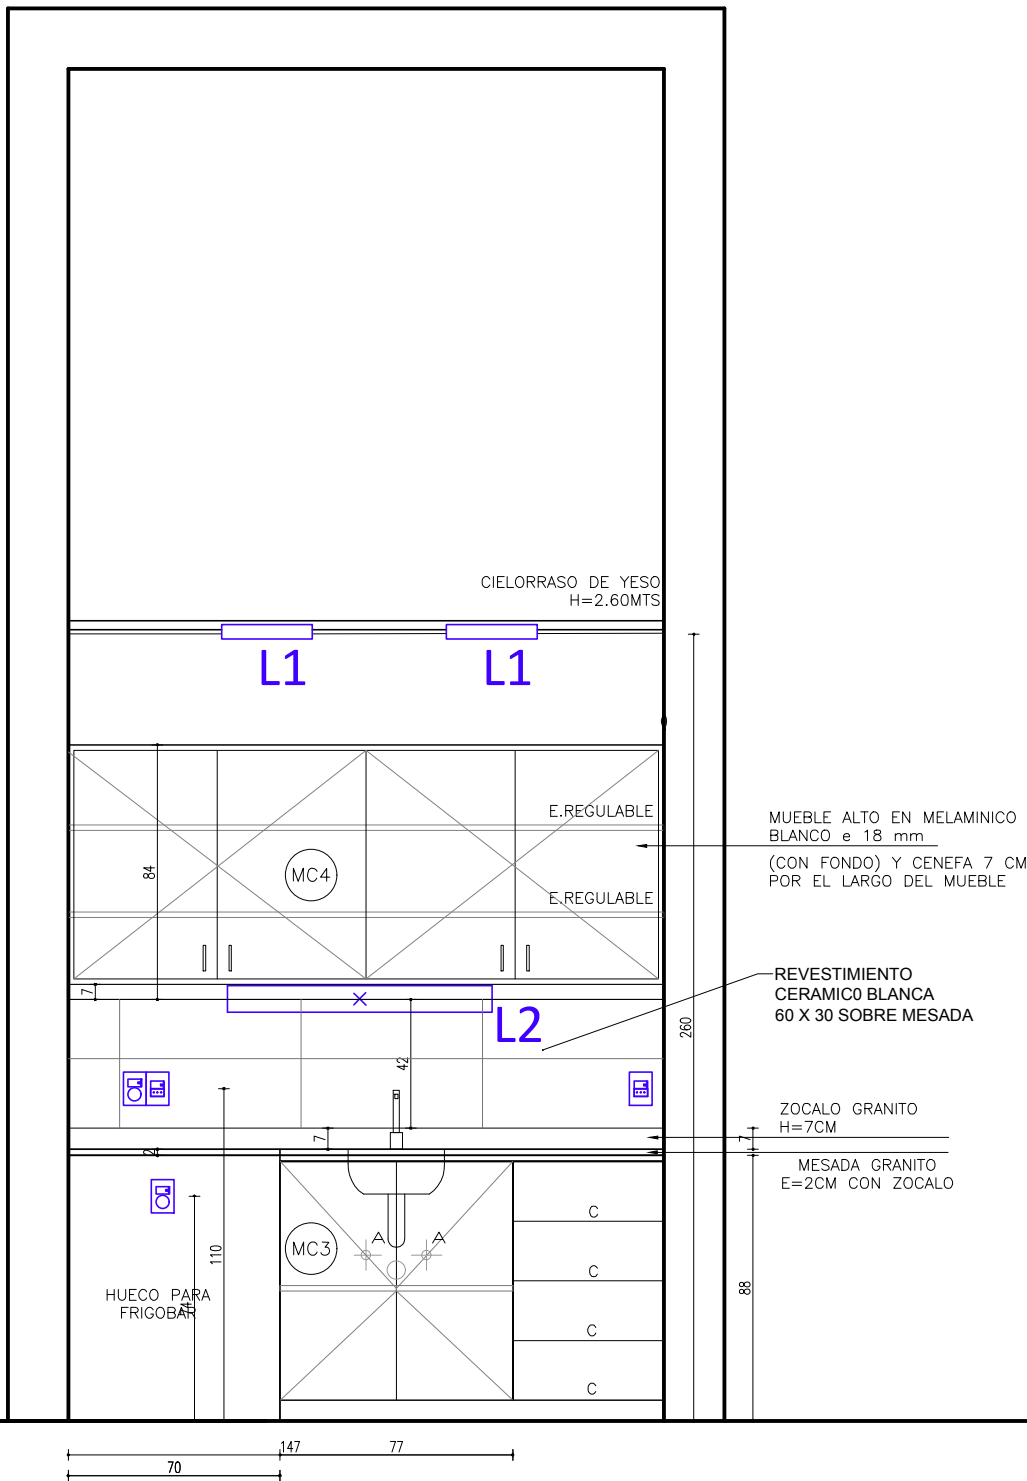 CIELORRASO DE YESO
H=2.60MTS
L1
L1
E.REGULABLE
MC4
84
E.REGULABLE
MUEBLE ALTO EN MELAMINICO
BLANCO e 18 mm
(CON FONDO) Y CENEFA 7 CM
POR EL LARGO DEL MUEBLE
7
L2
REVESTIMIENTO
CERAMIC0 BLANCA
60 X 30 SOBRE MESADA
260
42
7
ZOCALO GRANITO
H=7CM
7
2
MESADA GRANITO
E=2CM CON ZOCALO
C
A
A
MC3
110
C
88
HUECO PARA
FRIGOBAR
74
C
C
147
77
70